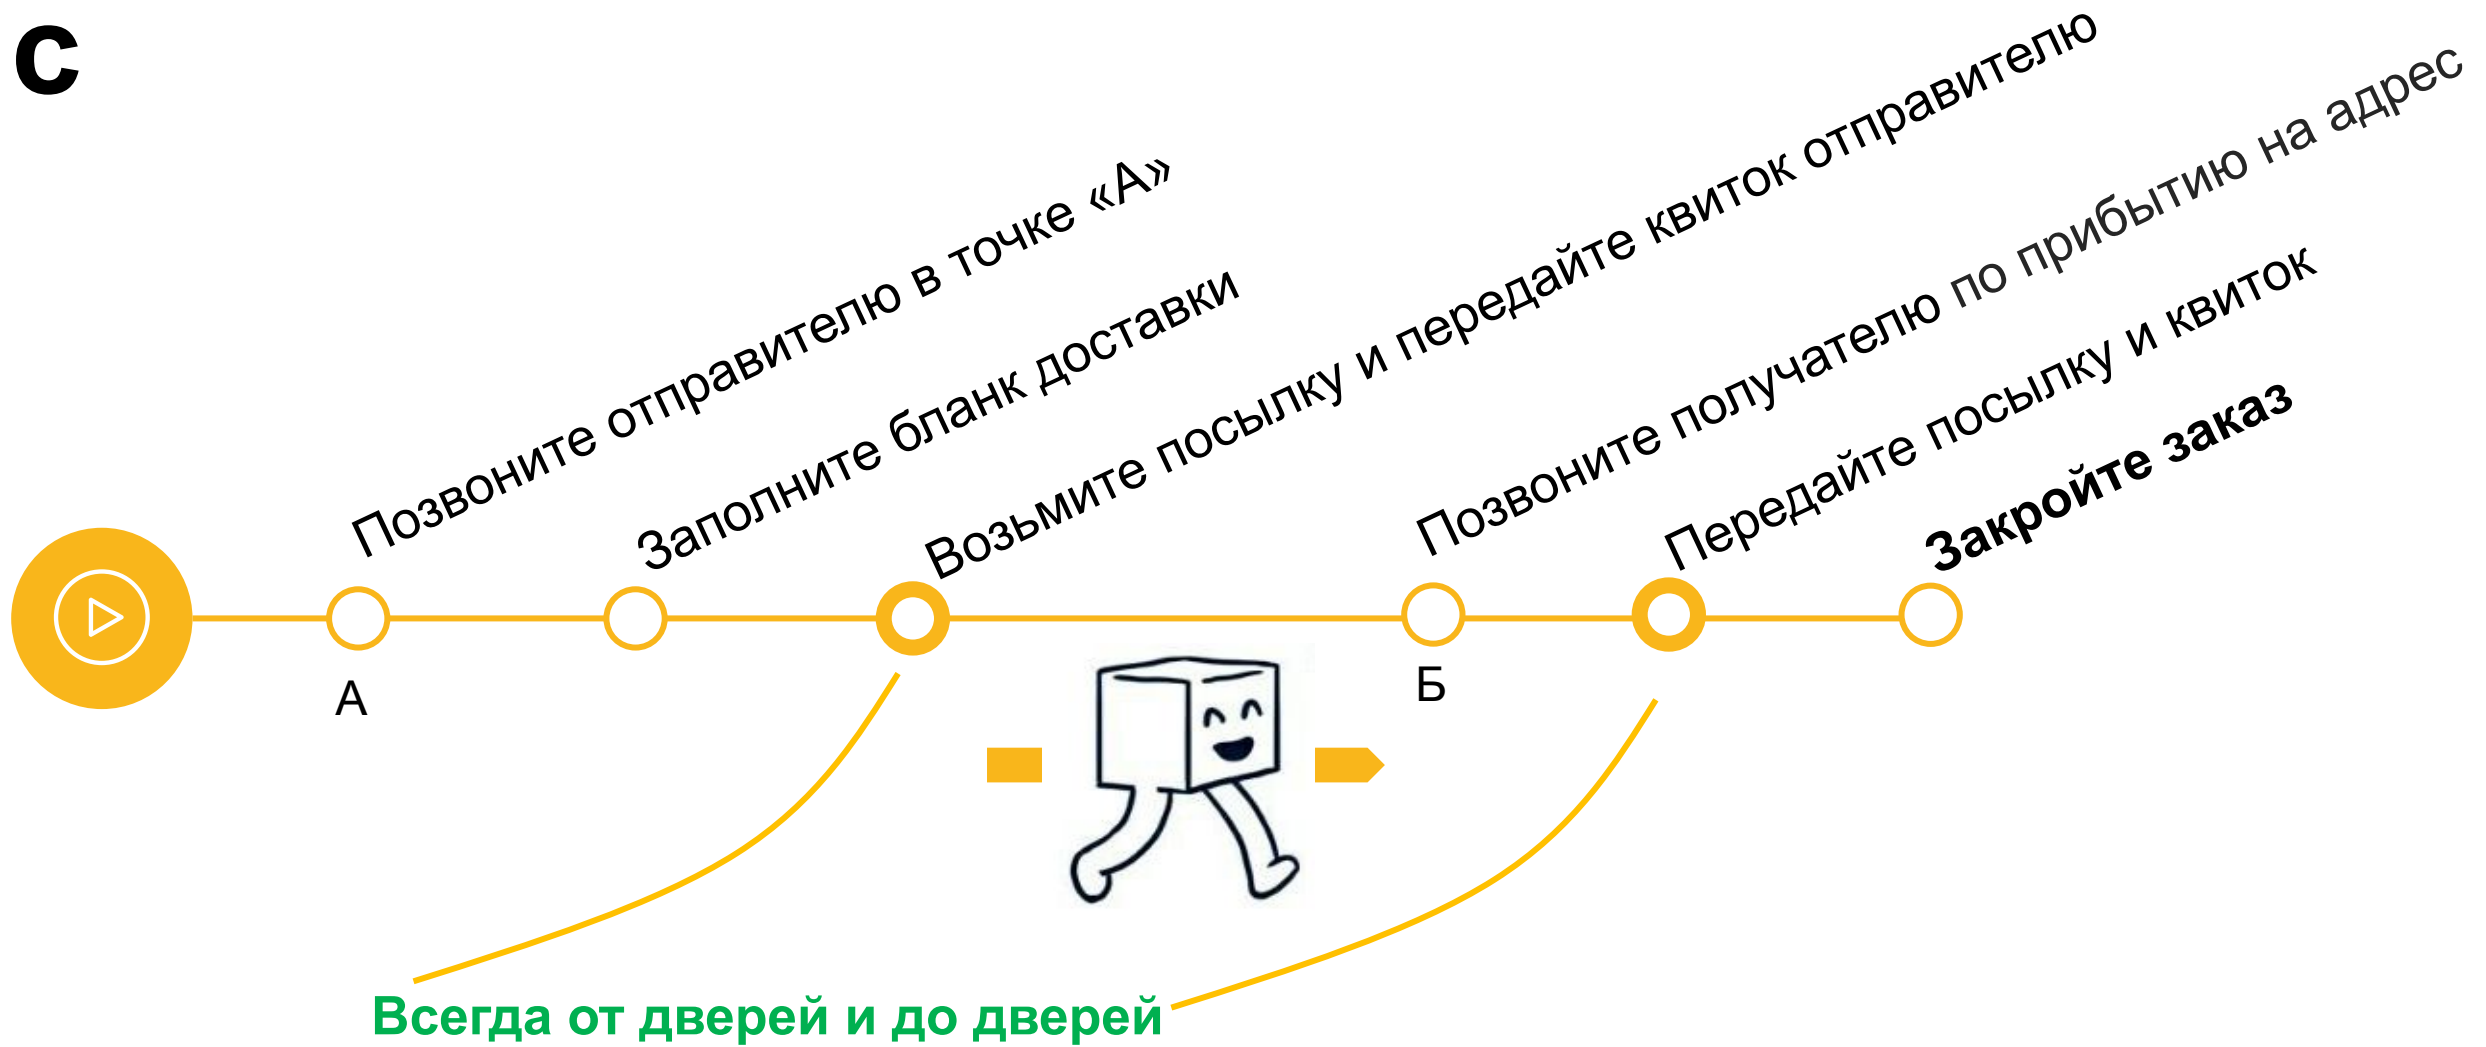 с
Позвоните отправителю в точке «А»
Заполните бланк доставки
Возьмите посылку и передайте квиток отправителю
Позвоните получателю по прибытию на адрес
Передайте посылку и квиток
Закройте заказ
А
Б
Всегда от дверей и до дверей